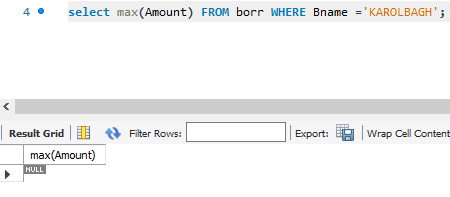 4 select max(Amount) FROM borr WHERE Bname ='KAROLBAGH';
Result Grid Filter Rows: Export: Wrap Cell Content
max(Amount)
NULL